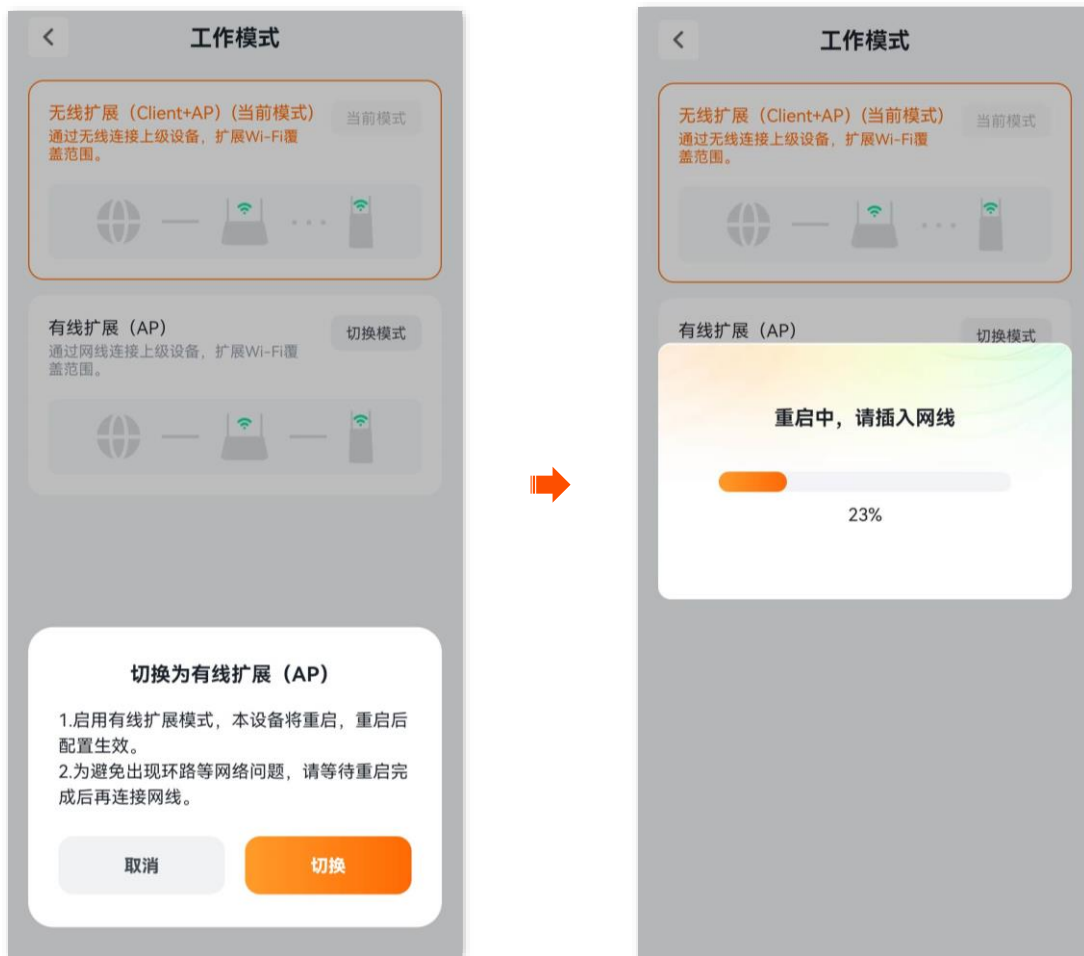 工作模式
无线扩展（Client+AP）(当前模式)
当前模式
通过无线连接上级设备，扩展Wi-Fi覆
盖范围。
有线扩展（AP）
切换模式
通过网线连接上级设备，扩展Wi-Fi覆
盖范围。
切换为有线扩展（AP）
1.启用有线扩展模式，本设备将重启，重启后
配置生效。
2.为避免出现环路等网络问题，请等待重启完
成后再连接网线。
取消
切换
工作模式
无线扩展（Client+AP）(当前模式)
当前模式
通过无线连接上级设备，扩展Wi-Fi覆
盖范围。
有线扩展（AP）
切换模式
重启中，请插入网线
23%